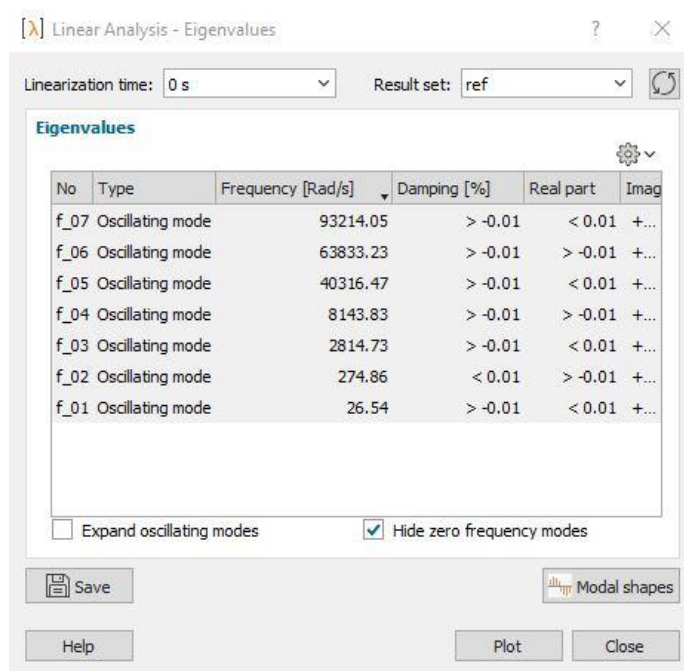 [λ] Linear Analysis - Eigenvalues ? ×
Linearization time: 0 s Result set: ref
Eigenvalues
No Type Frequency [Rad/s] Damping [%] Real part Imag
f_07 Oscillating mode 93214.05 > -0.01 < 0.01 +...
f_06 Oscillating mode 63833.23 > -0.01 > -0.01 +...
f_05 Oscillating mode 40316.47 > -0.01 < 0.01 +...
f_04 Oscillating mode 8143.83 > -0.01 > -0.01 +...
f_03 Oscillating mode 2814.73 > -0.01 < 0.01 +...
f_02 Oscillating mode 274.86 < 0.01 > -0.01 +...
f_01 Oscillating mode 26.54 > -0.01 < 0.01 +...
Expand oscillating modes Hide zero frequency modes
Save Modal shapes
Help Plot Close